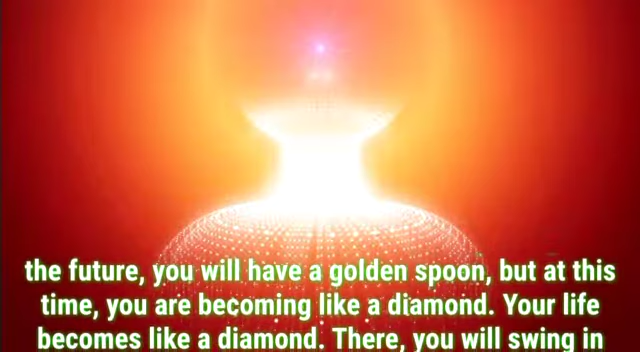 the future, you will have a golden spoon, but at this
time, you are becoming like a diamond. Your life
becomes like a diamond. There, you will swing in